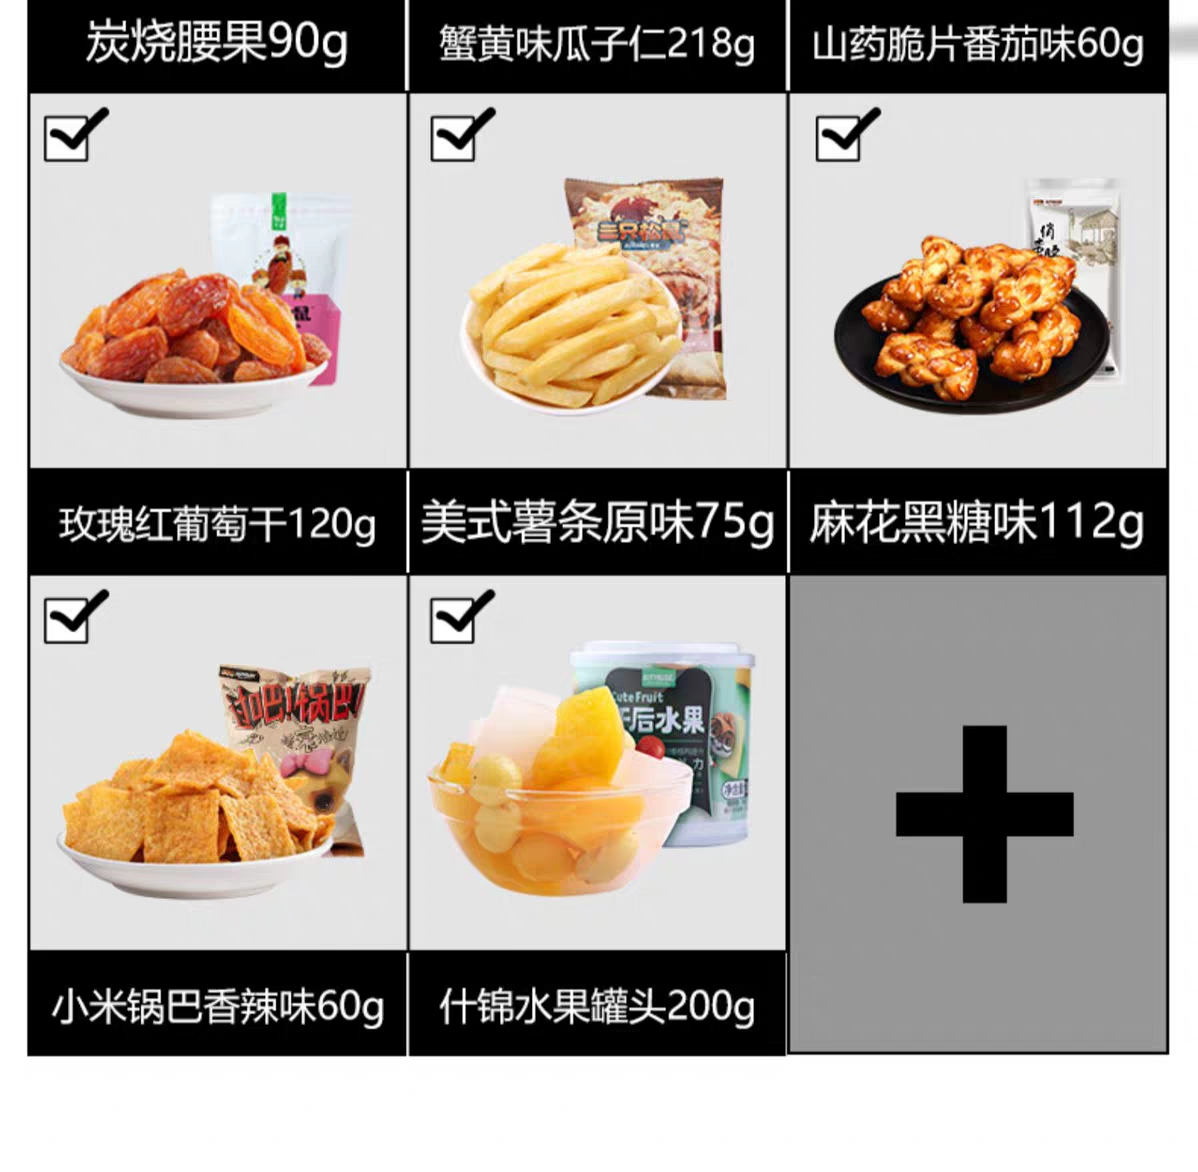 炭烧腰果90g
蟹黄味瓜子仁218g
山药脆片番茄味60g
三只松鼠
玫瑰红葡萄干120g
美式薯条原味75g
麻花黑糖味112g
锅巴!
Cute Fruit
后水果
小米锅巴香辣味60g
什锦水果罐头200g